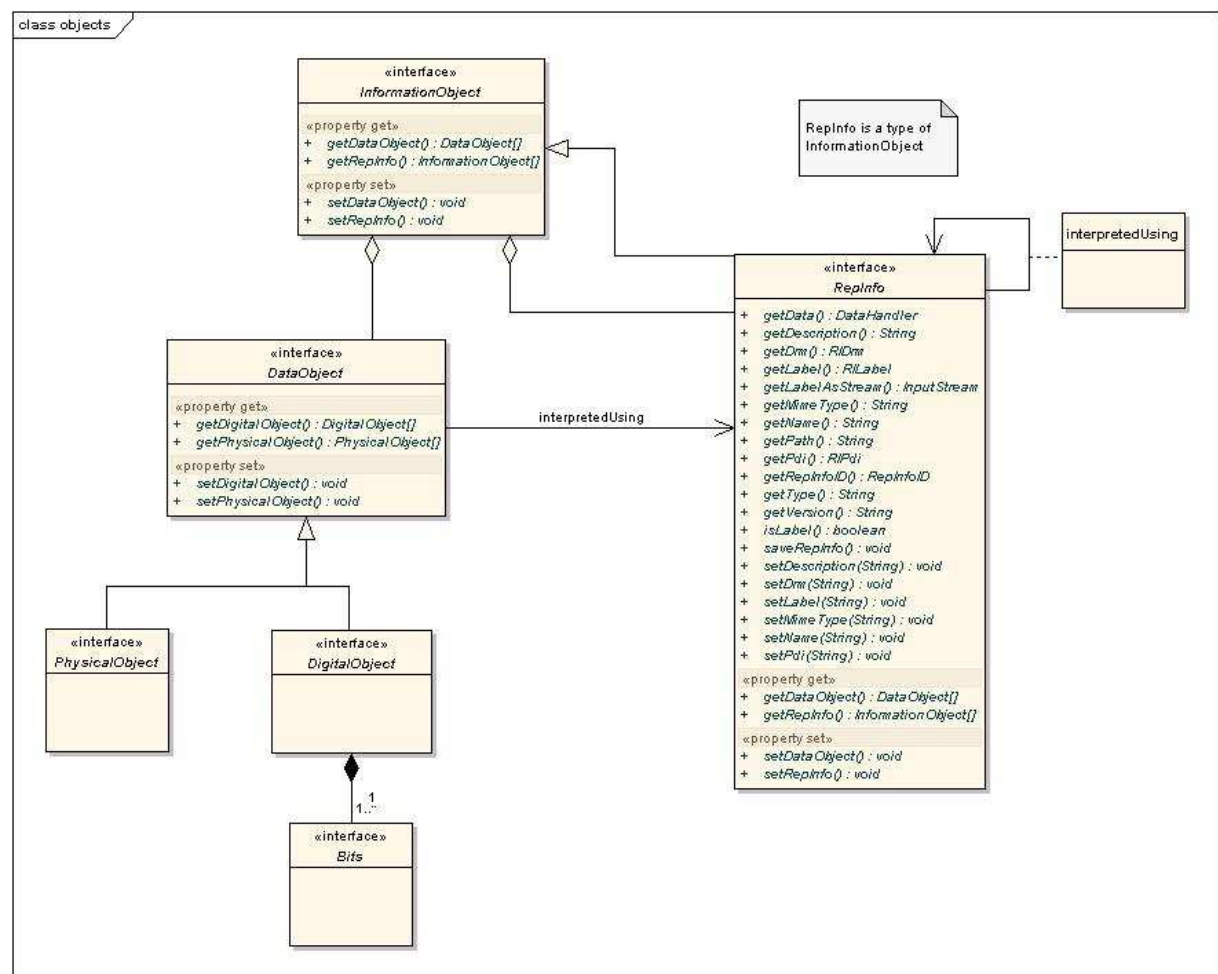 class objects
«interface»
InformationObject
«property get»
+ getDataObject() : DataObject[]
+ getRepInfo() : InformationObject[]
«property set»
+ setDataObject() : void
+ setRepInfo() : void
RepInfo is a type of
InformationObject
interpretedUsing
«interface»
RepInfo
+ getData() : DataHandler
+ getDescription() : String
+ getDrm() : RIDrm
+ getLabel() : RILabel
+ getLabelAsStream() : InputStream
+ getMimeType() : String
+ getName() : String
+ getPath() : String
+ getPdi() : RIPdi
+ getRepInfoID() : RepInfoID
+ getType() : String
+ getVersion() : String
+ isLabel() : boolean
+ saveRepInfo() : void
+ setDescription(String) : void
+ setDrm(String) : void
+ setLabel(String) : void
+ setMimeType(String) : void
+ setName(String) : void
+ setPdi(String) : void
«property get»
+ getDataObject() : DataObject[]
+ getRepInfo() : InformationObject[]
«property set»
+ setDataObject() : void
+ setRepInfo() : void
«interface»
DataObject
«property get»
+ getDigitalObject() : DigitalObject[]
+ getPhysicalObject() : PhysicalObject[]
«property set»
+ setDigitalObject() : void
+ setPhysicalObject() : void
interpretedUsing
«interface»
PhysicalObject
«interface»
DigitalObject
1
1..*
«interface»
Bits